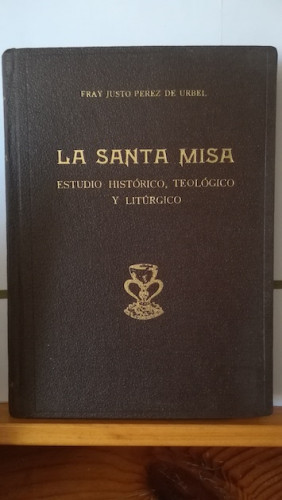 FRAY JUSTO PEREZ DE URBEL
LA SANTA MISA
ESTUDIO HISTÓRICO, TEOLÓGICO
Y LITÚRGICO